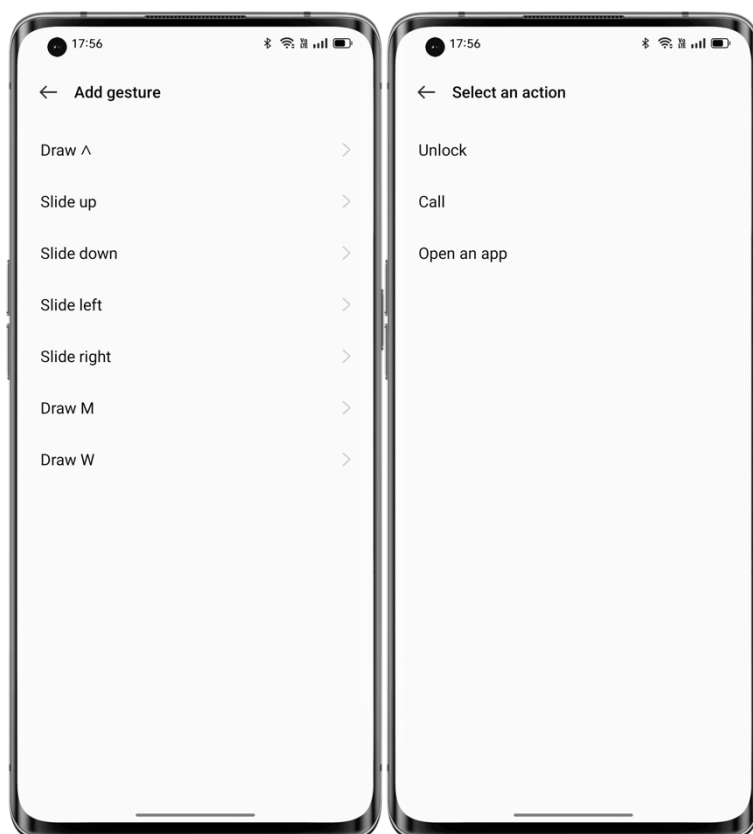 17:56
Add gesture
Draw ∧
Slide up
Slide down
Slide left
Slide right
Draw M
Draw W
17:56
Select an action
Unlock
Call
Open an app